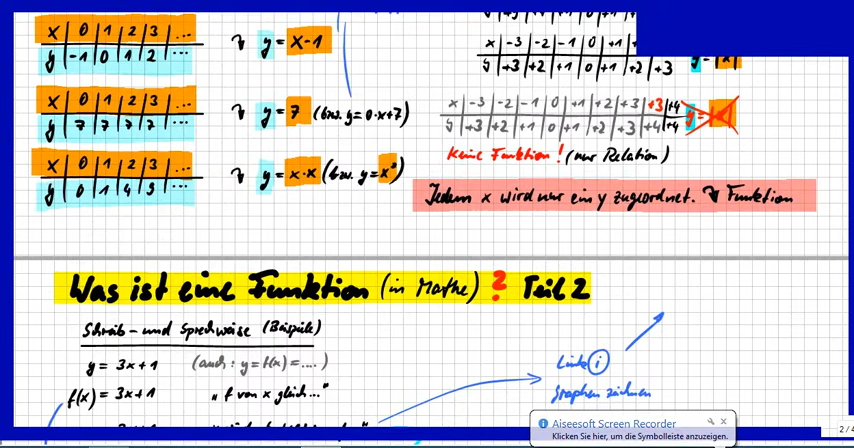 x | 0 | 1 | 2 | 3 | ...
y | -1 | 0 | 1 | 2 | ...
y = x-1
x | 0 | 1 | 2 | 3 | ...
y | 7 | 7 | 7 | 7 | ...
y = 7 (bzw. y=0·x+7)
x | 0 | 1 | 2 | 3 | ...
y | 0 | 1 | 4 | 9 | ...
y = x·x (bzw. y=x²)
x | -3 | -2 | -1 | 0 | +1 |
y | +3 | +2 | +1 | 0 | +1 | +2 | +3
y = |x|
x | -3 | -2 | -1 | 0 | +1 | +2 | +3 | +3 | +4
y | +3 | +2 | +1 | 0 | +1 | +2 | +3 | +4 | +4
y =
Keine Funktion! (nur Relation)
Jedem x wird nur ein y zugeordnet. Funktion
Was ist eine Funktion (in Mathe) ? Teil 2
Schreib- und Sprechweise (Beispiele)
y = 3x+1 (auch: y=f(x)=....)
f(x) = 3x+1 "f von x gleich..."
Link i
Graphen zeichnen
Aiseesoft Screen Recorder
Klicken Sie hier, um die Symbolleiste anzuzeigen.
2 / 4